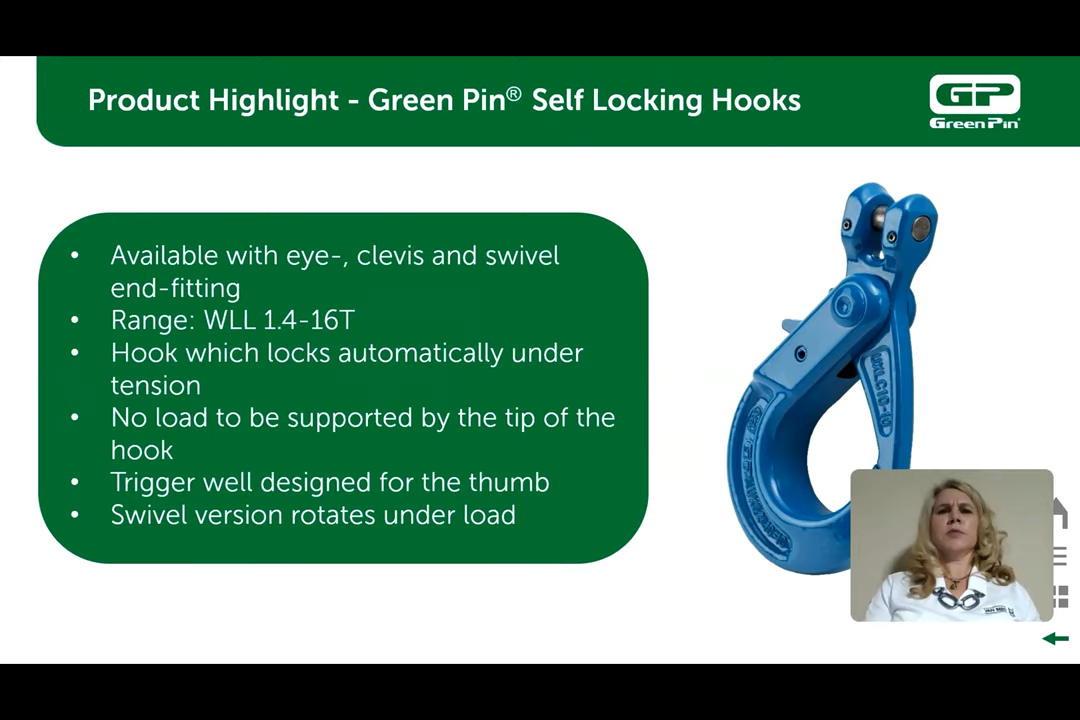 Product Highlight - Green Pin® Self Locking Hooks
GP
Green Pin®
• Available with eye-, clevis and swivel
end-fitting
• Range: WLL 1.4-16T
• Hook which locks automatically under
tension
• No load to be supported by the tip of the
hook
• Trigger well designed for the thumb
• Swivel version rotates under load